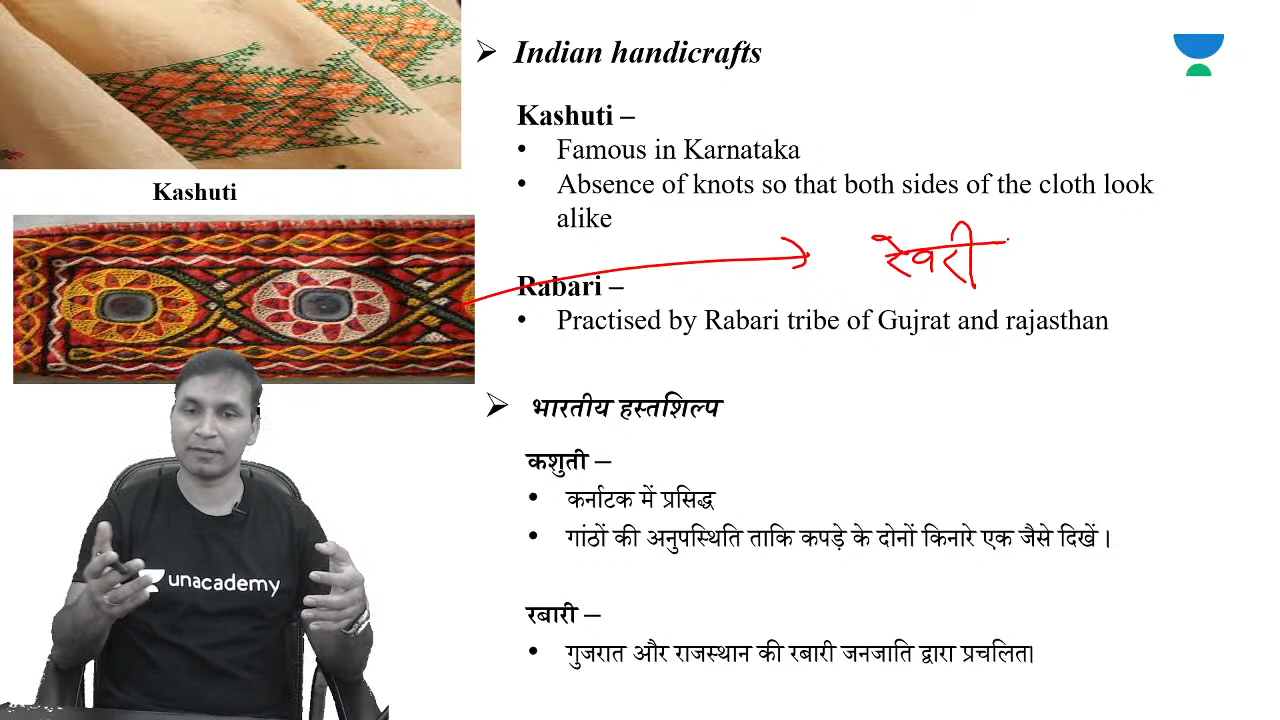 Indian handicrafts
Kashuti –
• Famous in Karnataka
• Absence of knots so that both sides of the cloth look
alike
Kashuti
रेवरी
Rabari –
• Practised by Rabari tribe of Gujrat and rajasthan
भारतीय हस्तशिल्प
कशुती –
• कर्नाटक में प्रसिद्ध
• गांठों की अनुपस्थिति ताकि कपड़े के दोनों किनारे एक जैसे दिखें ।
रबारी –
• गुजरात और राजस्थान की रबारी जनजाति द्वारा प्रचलित।
unacademy